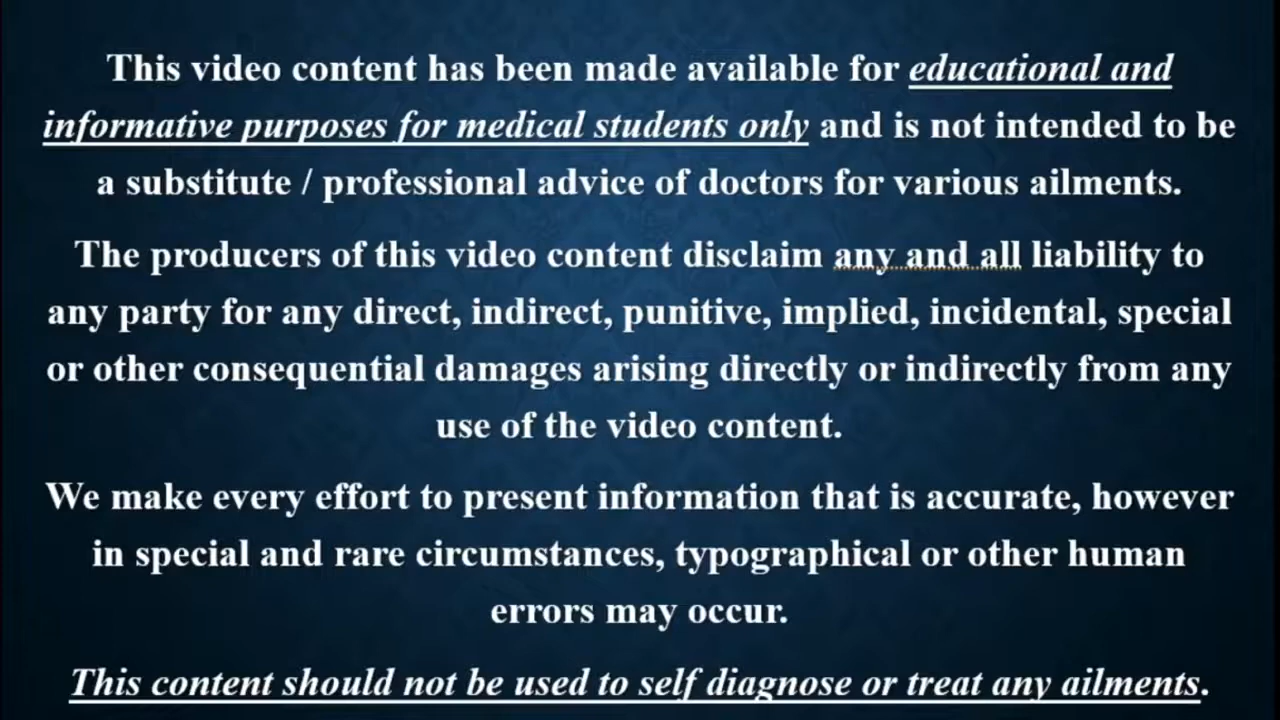 This video content has been made available for educational and
informative purposes for medical students only and is not intended to be
a substitute / professional advice of doctors for various ailments.
The producers of this video content disclaim any and all liability to
any party for any direct, indirect, punitive, implied, incidental, special
or other consequential damages arising directly or indirectly from any
use of the video content.
We make every effort to present information that is accurate, however
in special and rare circumstances, typographical or other human
errors may occur.
This content should not be used to self diagnose or treat any ailments.